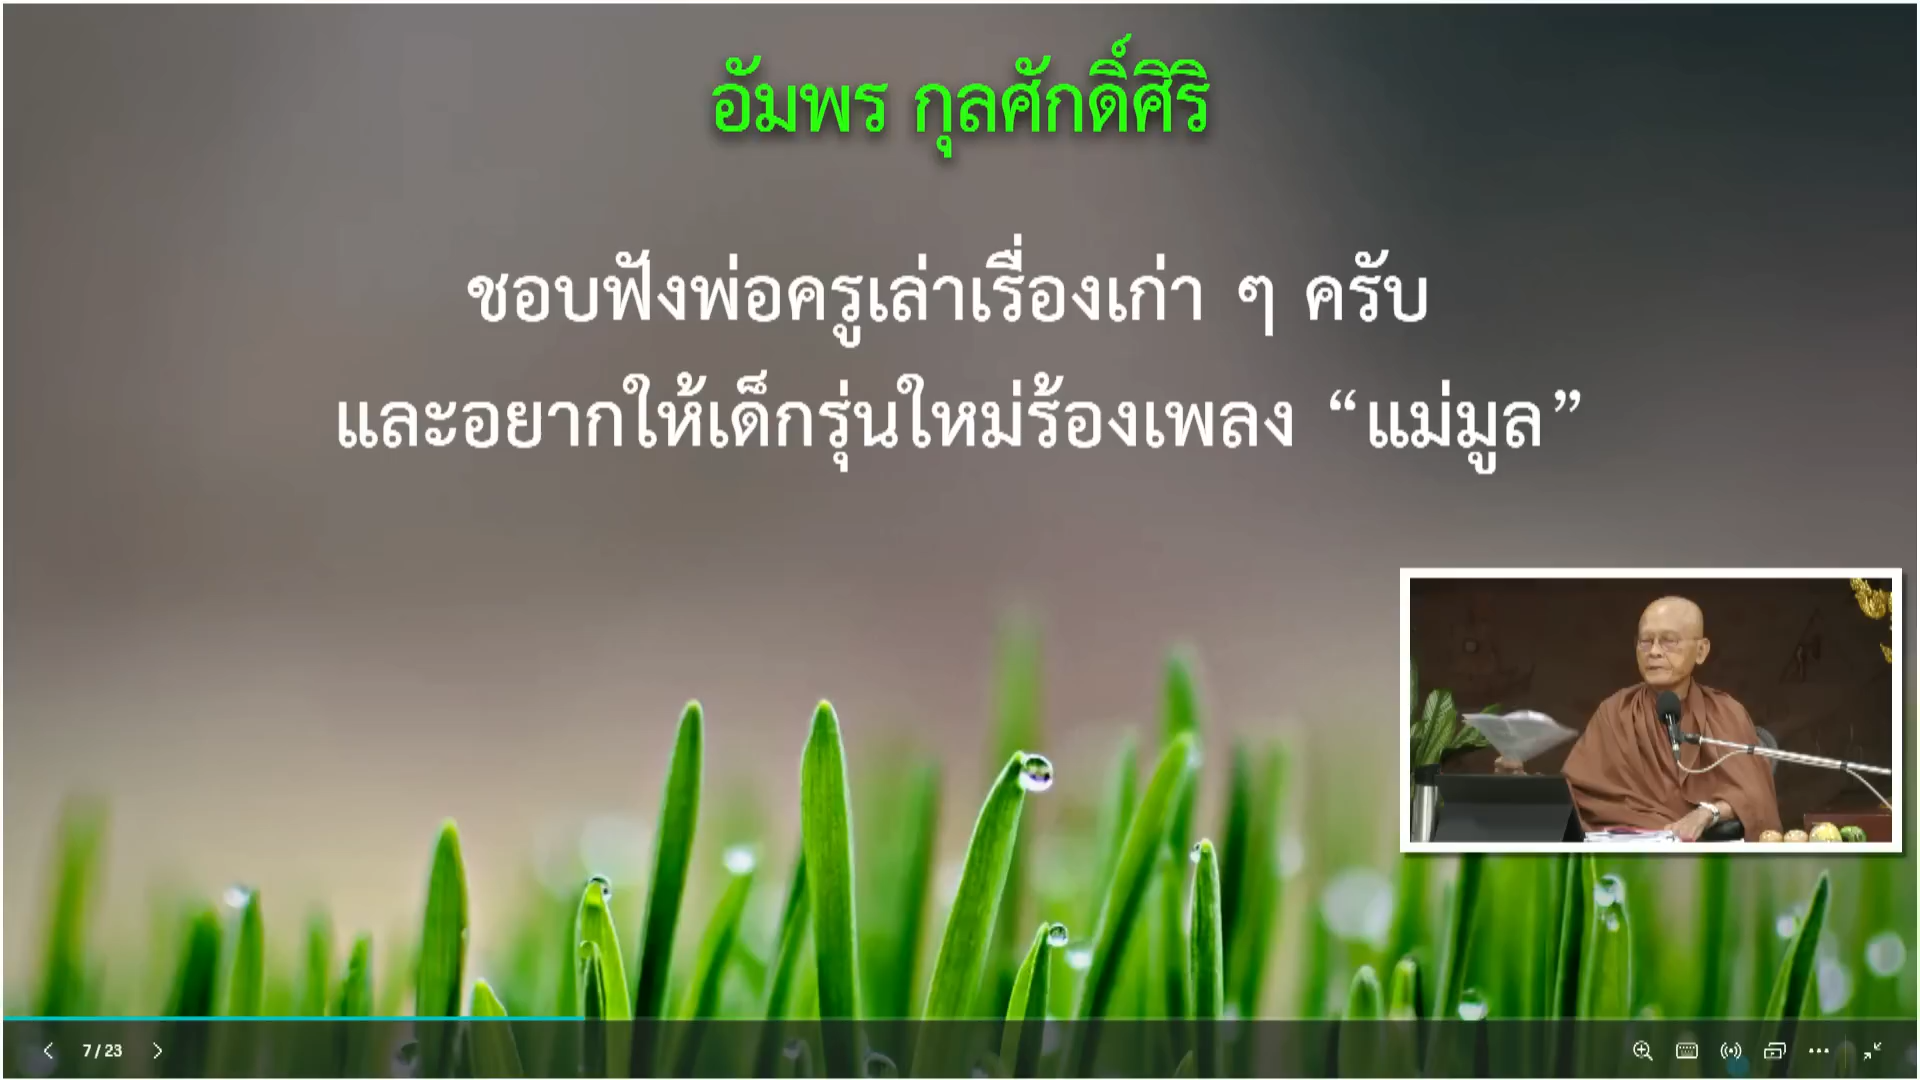 อัมพร กุลศักดิ์ศิริ
ชอบฟังพ่อครูเล่าเรื่องเก่า ๆ ครับ
และอยากให้เด็กรุ่นใหม่ร้องเพลง “แม่มูล”
7 / 23